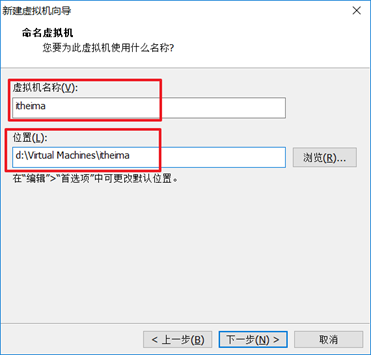 新建虚拟机向导
命名虚拟机
您要为此虚拟机使用什么名称?
虚拟机名称(V):
itheima
位置(L):
d:\Virtual Machines\itheima
浏览(R)...
在“编辑”>“首选项”中可更改默认位置。
< 上一步(B)
下一步(N) >
取消